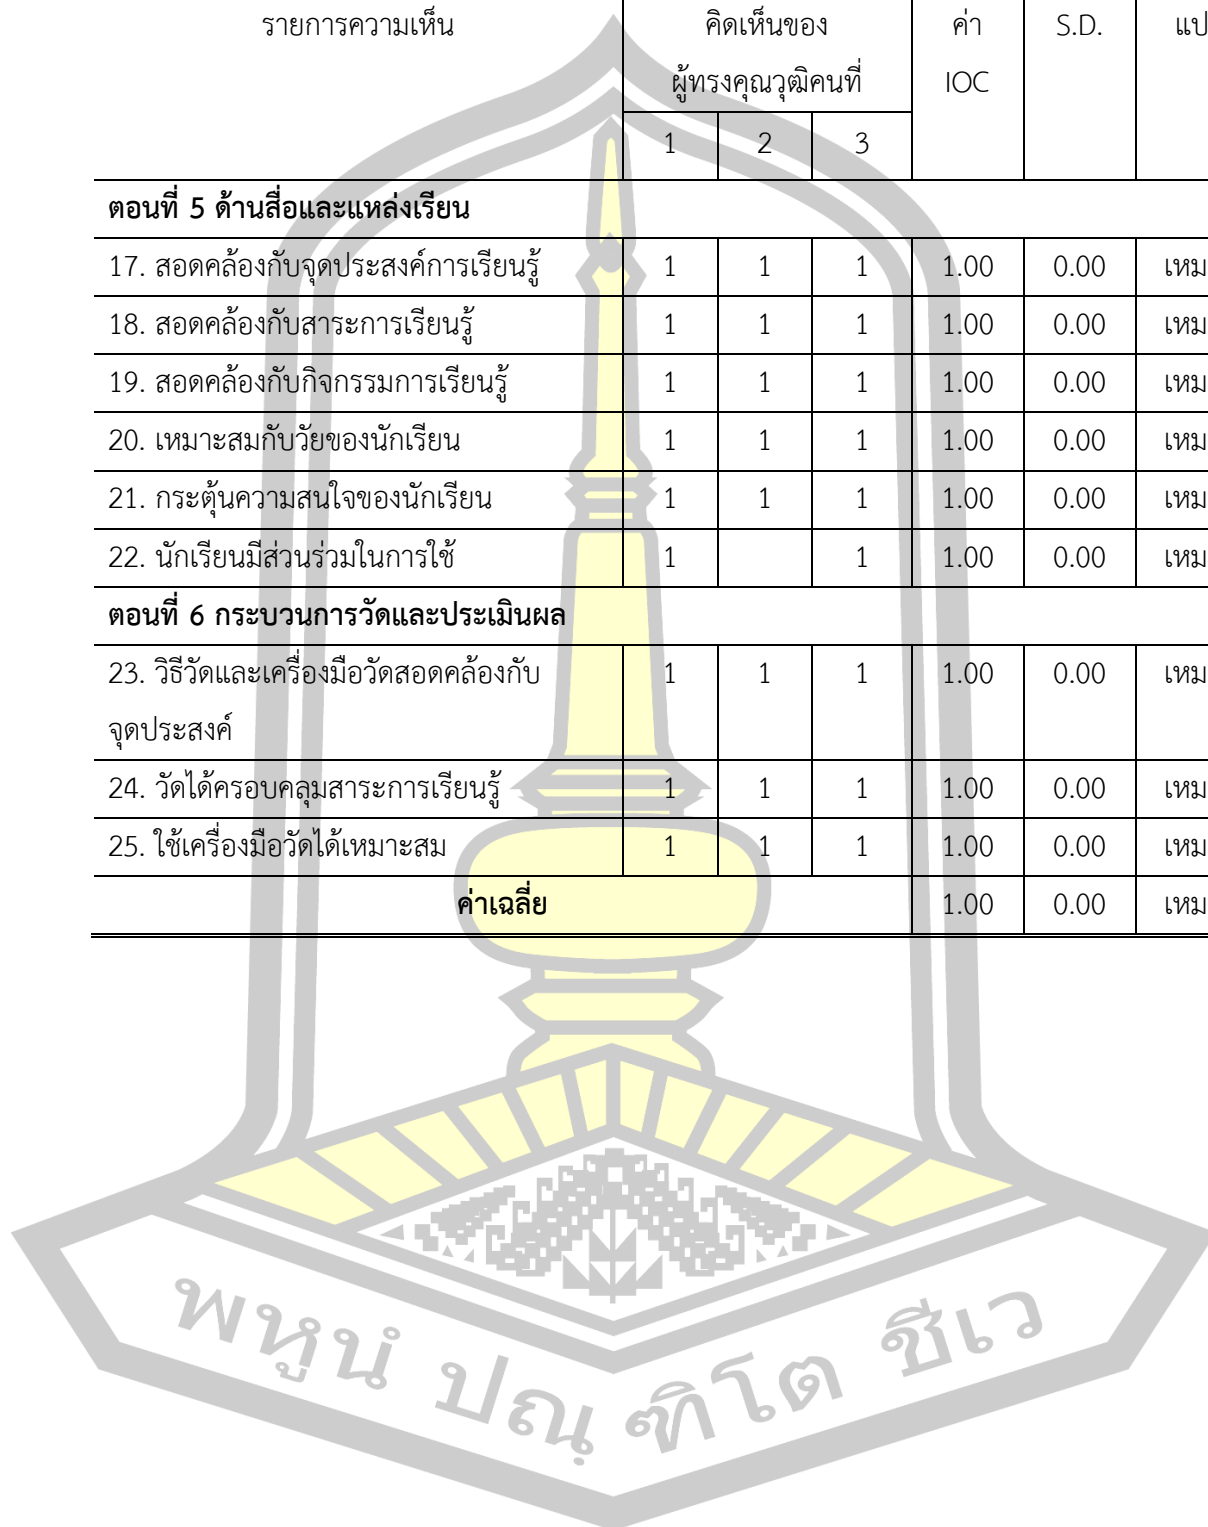 รายการความเห็น คิดเห็นของ ค่า S.D. แป
ผู้ทรงคุณวุฒิคนที่ IOC
1 2 3
ตอนที่ 5 ด้านสื่อและแหล่งเรียน
17. สอดคล้องกับจุดประสงค์การเรียนรู้ 1 1 1 1.00 0.00 เหม
18. สอดคล้องกับสาระการเรียนรู้ 1 1 1 1.00 0.00 เหม
19. สอดคล้องกับกิจกรรมการเรียนรู้ 1 1 1 1.00 0.00 เหม
20. เหมาะสมกับวัยของนักเรียน 1 1 1 1.00 0.00 เหม
21. กระตุ้นความสนใจของนักเรียน 1 1 1 1.00 0.00 เหม
22. นักเรียนมีส่วนร่วมในการใช้ 1 1 1.00 0.00 เหม
ตอนที่ 6 กระบวนการวัดและประเมินผล
23. วิธีวัดและเครื่องมือวัดสอดคล้องกับ 1 1 1 1.00 0.00 เหม
จุดประสงค์
24. วัดได้ครอบคลุมสาระการเรียนรู้ 1 1 1 1.00 0.00 เหม
25. ใช้เครื่องมือวัดได้เหมาะสม 1 1 1 1.00 0.00 เหม
ค่าเฉลี่ย 1.00 0.00 เหม
พหูนํ ปณฺฑิโต ชีเว